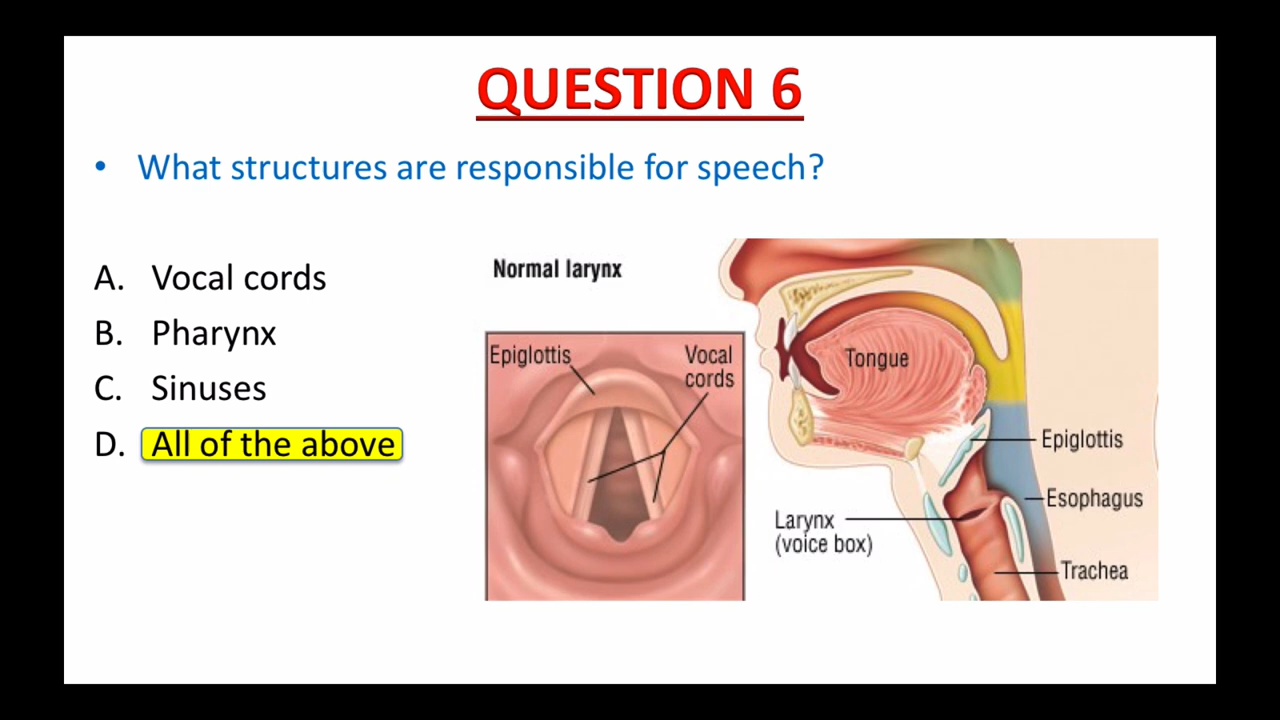 QUESTION 6
• What structures are responsible for speech?
A. Vocal cords
B. Pharynx
C. Sinuses
D. All of the above
Normal larynx
Epiglottis
Vocal
cords
Tongue
Epiglottis
Esophagus
Larynx
(voice box)
Trachea